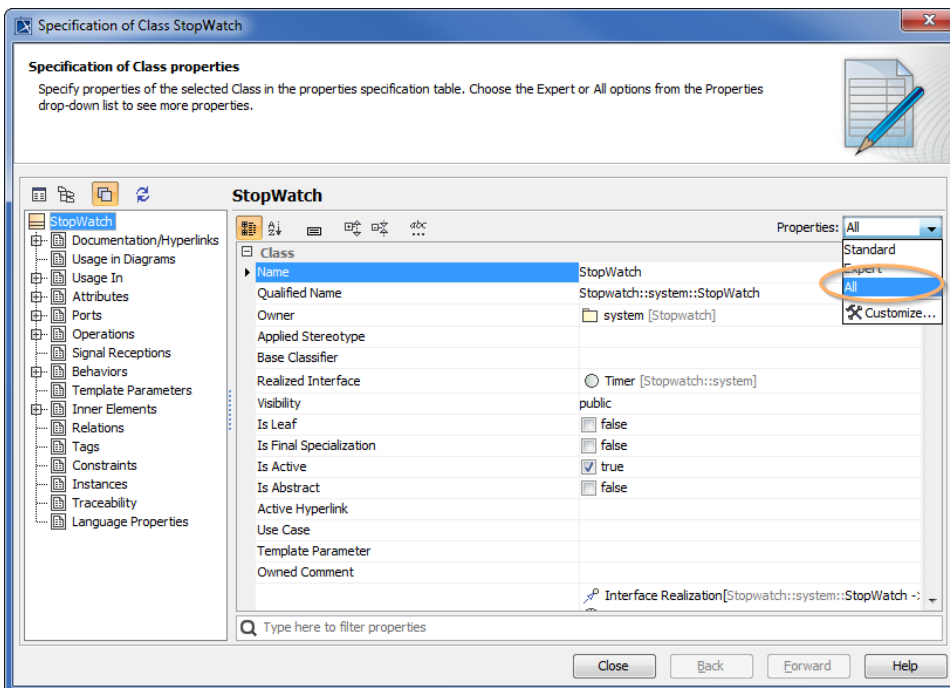 Specification of Class StopWatch
Specification of Class properties
Specify properties of the selected Class in the properties specification table. Choose the Expert or All options from the Properties
drop-down list to see more properties.
StopWatch
StopWatch
Documentation/Hyperlinks
Usage in Diagrams
Usage In
Attributes
Ports
Operations
Signal Receptions
Behaviors
Template Parameters
Inner Elements
Relations
Tags
Constraints
Instances
Traceability
Language Properties
Properties: All
Standard
Expert
All
Customize...
Class
Name StopWatch
Qualified Name Stopwatch::system::StopWatch
Owner system [Stopwatch]
Applied Stereotype
Base Classifier
Realized Interface Timer [Stopwatch::system]
Visibility public
Is Leaf false
Is Final Specialization false
Is Active true
Is Abstract false
Active Hyperlink
Use Case
Template Parameter
Owned Comment
Interface Realization[Stopwatch::system::StopWatch ->
Type here to filter properties
Close Back Forward Help